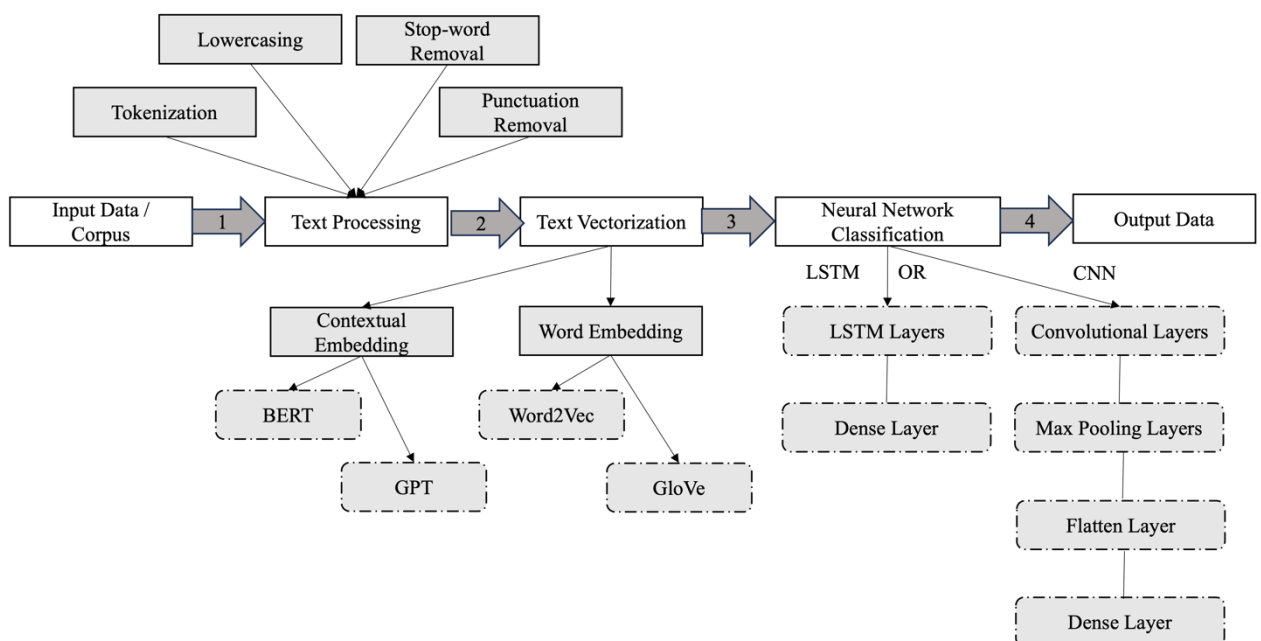 Lowercasing
Stop-word
Removal
Tokenization
Punctuation
Removal
Input Data /
Corpus
1
Text Processing
2
Text Vectorization
3
Neural Network
Classification
4
Output Data
LSTM
OR
CNN
Contextual
Embedding
Word Embedding
LSTM Layers
Convolutional Layers
BERT
Word2Vec
Dense Layer
Max Pooling Layers
GPT
GloVe
Flatten Layer
Dense Layer